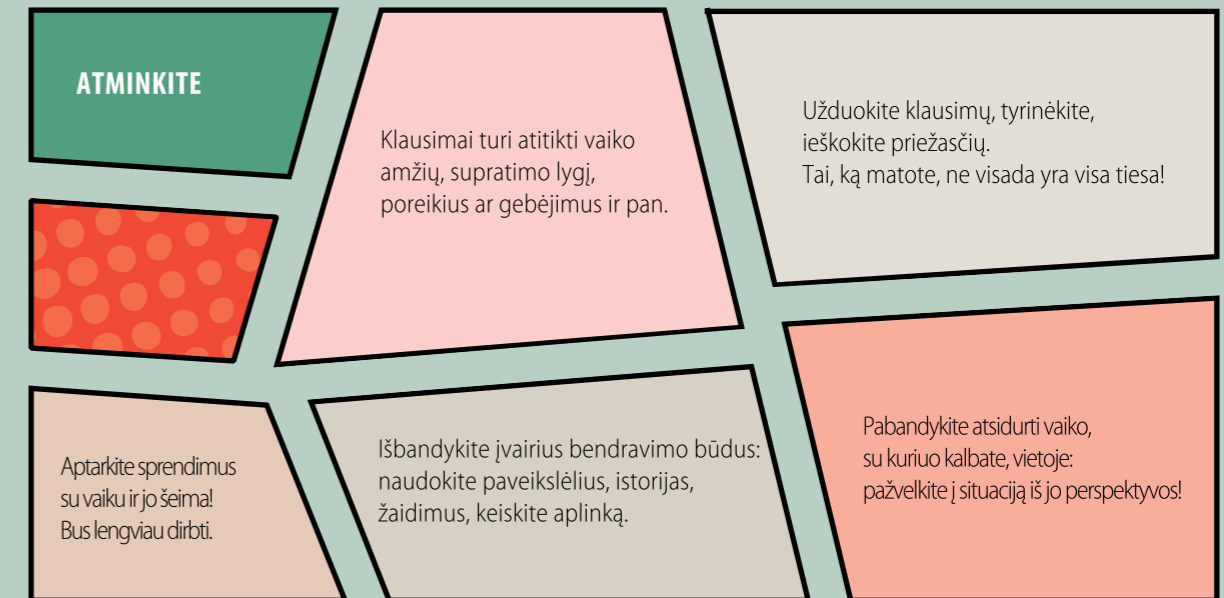 ATMINKITE
Klausimai turi atitikti vaiko
amžių, supratimo lygį,
poreikius ar gebėjimus ir pan.
Užduokite klausimų, tyrinėkite,
ieškokite priežasčių.
Tai, ką matote, ne visada yra visa tiesa!
Aptarkite sprendimus
su vaiku ir jo šeima!
Bus lengviau dirbti.
Išbandykite įvairius bendravimo būdus:
naudokite paveikslėlius, istorijas,
žaidimus, keiskite aplinką.
Pabandykite atsidurti vaiko,
su kuriuo kalbate, vietoje:
pažvelkite į situaciją iš jo perspektyvos!